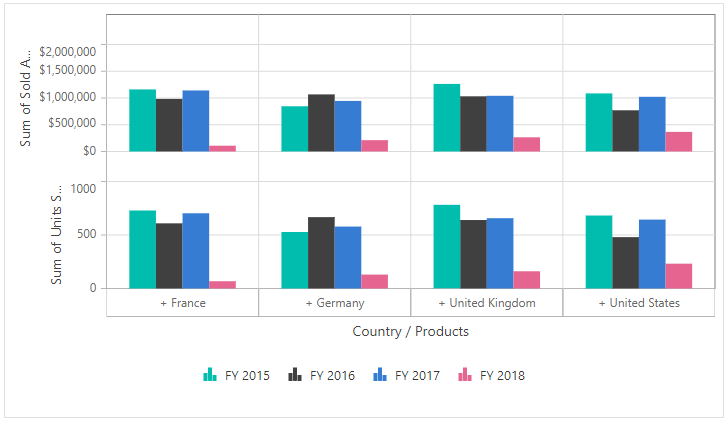 Sum of Sold A...
$2,000,000
$1,500,000
$1,000,000
$500,000
$0
Sum of Units S...
1000
500
0
+ France
+ Germany
+ United Kingdom
+ United States
Country / Products
FY 2015
FY 2016
FY 2017
FY 2018